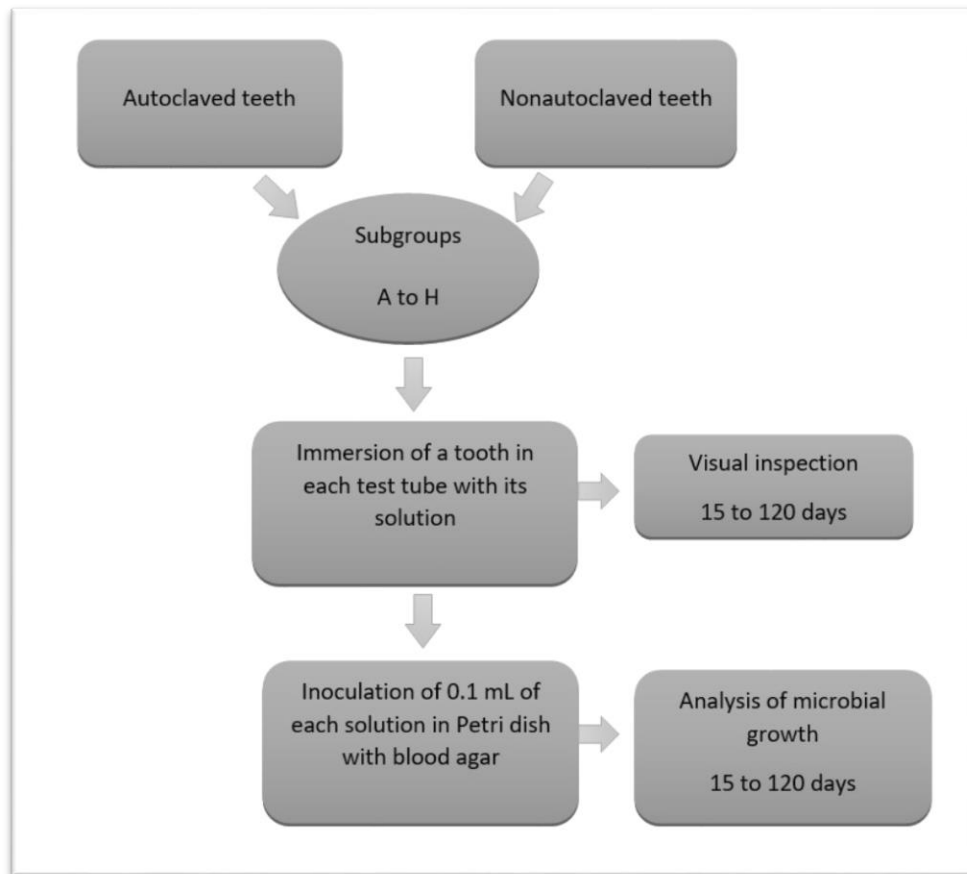 Autoclaved teeth
Nonautoclaved teeth
Subgroups
A to H
Immersion of a tooth in
each test tube with its
solution
Visual inspection
15 to 120 days
Inoculation of 0.1 mL of
each solution in Petri dish
with blood agar
Analysis of microbial
growth
15 to 120 days